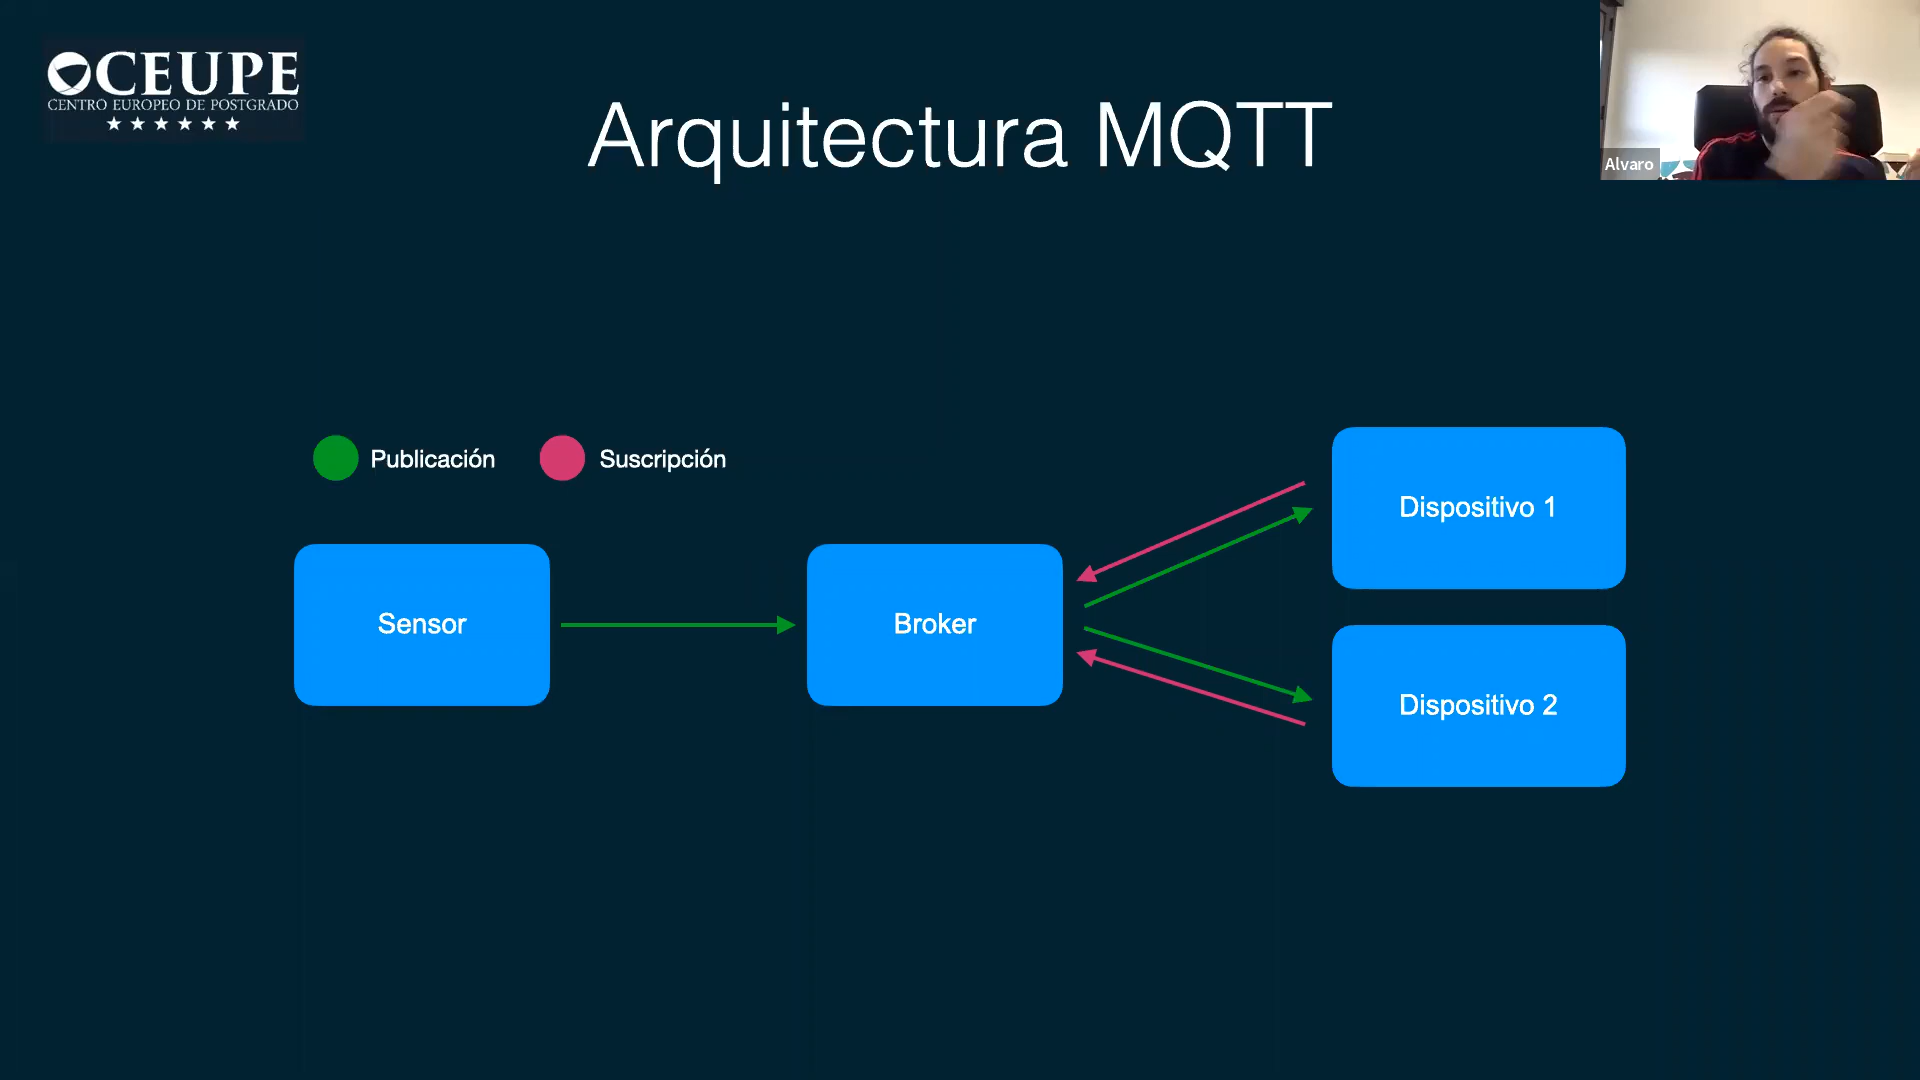 CEUPE
CENTRO EUROPEO DE POSTGRADO
Arquitectura MQTT
Alvaro
Publicación
Suscripción
Sensor
Broker
Dispositivo 1
Dispositivo 2